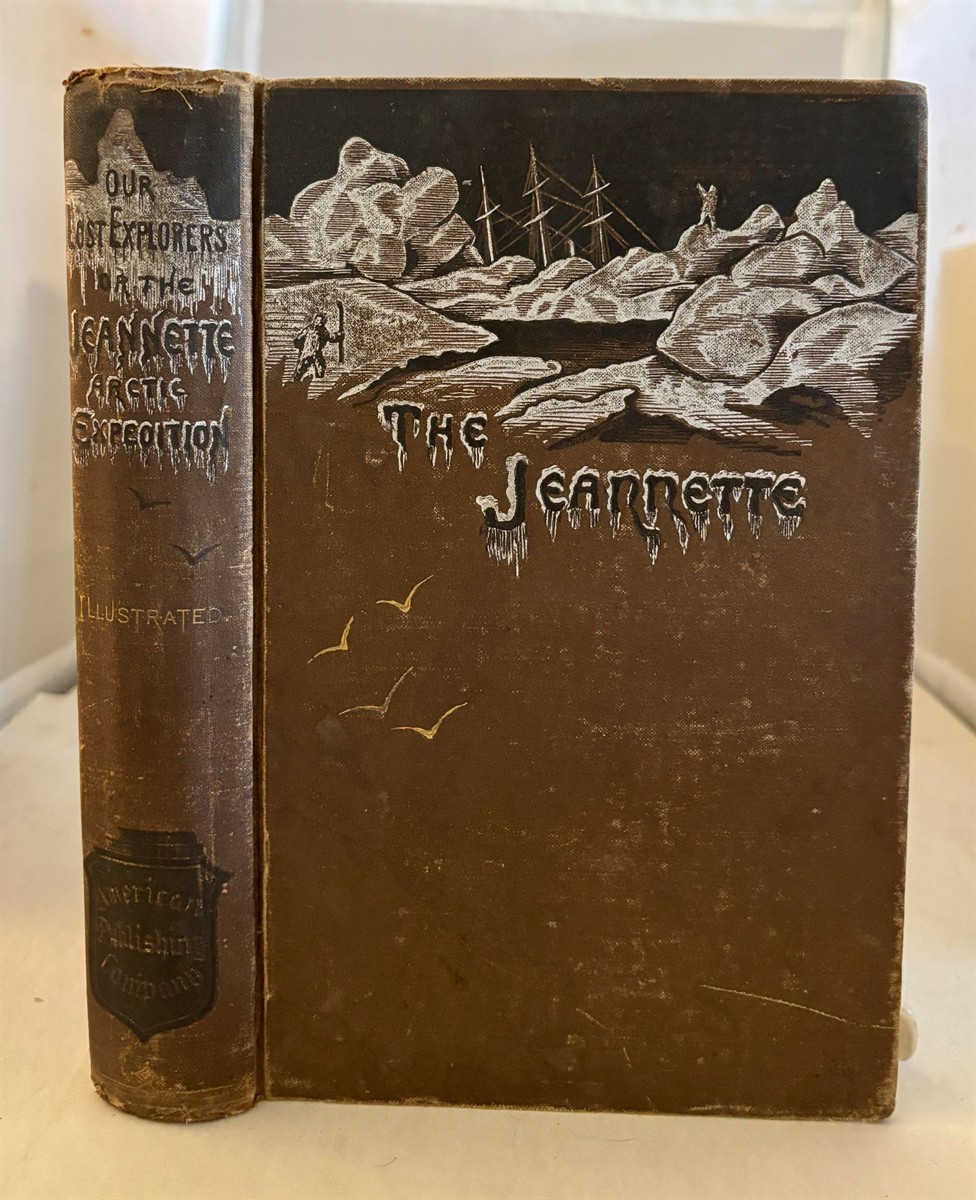 OUR
LOST EXPLORERS
OR THE
JEANNETTE
ARCTIC
EXPEDITION
ILLUSTRATED.
American
Publishing
Company
THE
JEANNETTE